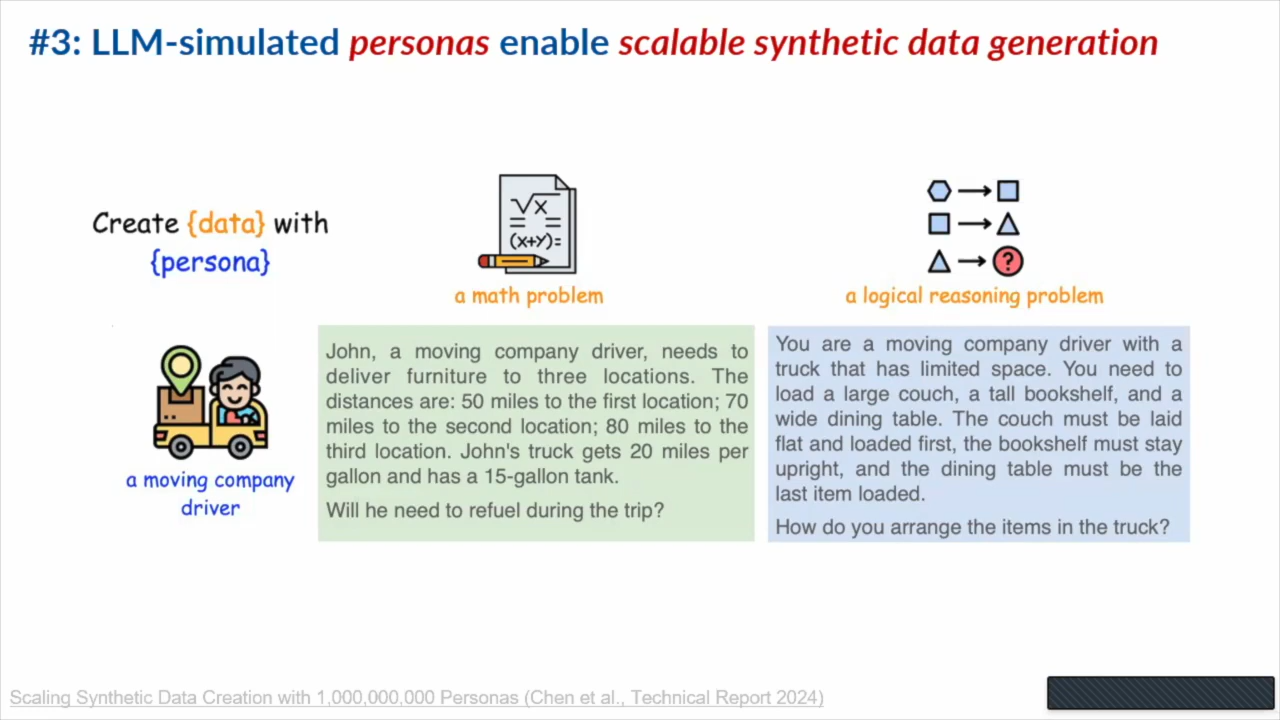 #3: LLM-simulated personas enable scalable synthetic data generation
Create {data} with
{persona}
√x
(x+y)=
a math problem
?
a logical reasoning problem
a moving company
driver
John, a moving company driver, needs to
deliver furniture to three locations. The
distances are: 50 miles to the first location; 70
miles to the second location; 80 miles to the
third location. John's truck gets 20 miles per
gallon and has a 15-gallon tank.
Will he need to refuel during the trip?
You are a moving company driver with a
truck that has limited space. You need to
load a large couch, a tall bookshelf, and a
wide dining table. The couch must be laid
flat and loaded first, the bookshelf must stay
upright, and the dining table must be the
last item loaded.
How do you arrange the items in the truck?
Scaling Synthetic Data Creation with 1,000,000,000 Personas (Chen et al., Technical Report 2024)